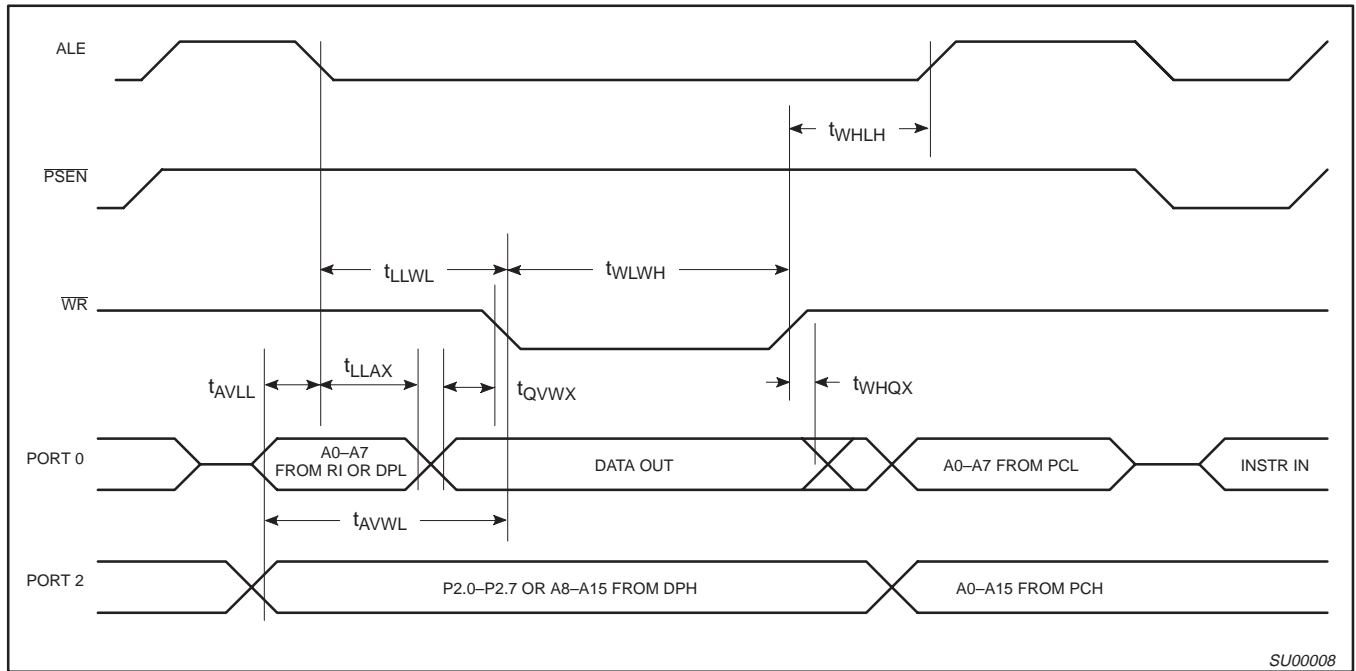 ALE
tWHLH
PSEN
tLLWL
tWLWH
WR
tAVLL
tLLAX
tQVWX
tWHQX
PORT 0
A0–A7
FROM RI OR DPL
DATA OUT
A0–A7 FROM PCL
INSTR IN
tAVWL
PORT 2
P2.0–P2.7 OR A8–A15 FROM DPH
A0–A15 FROM PCH
SU00008